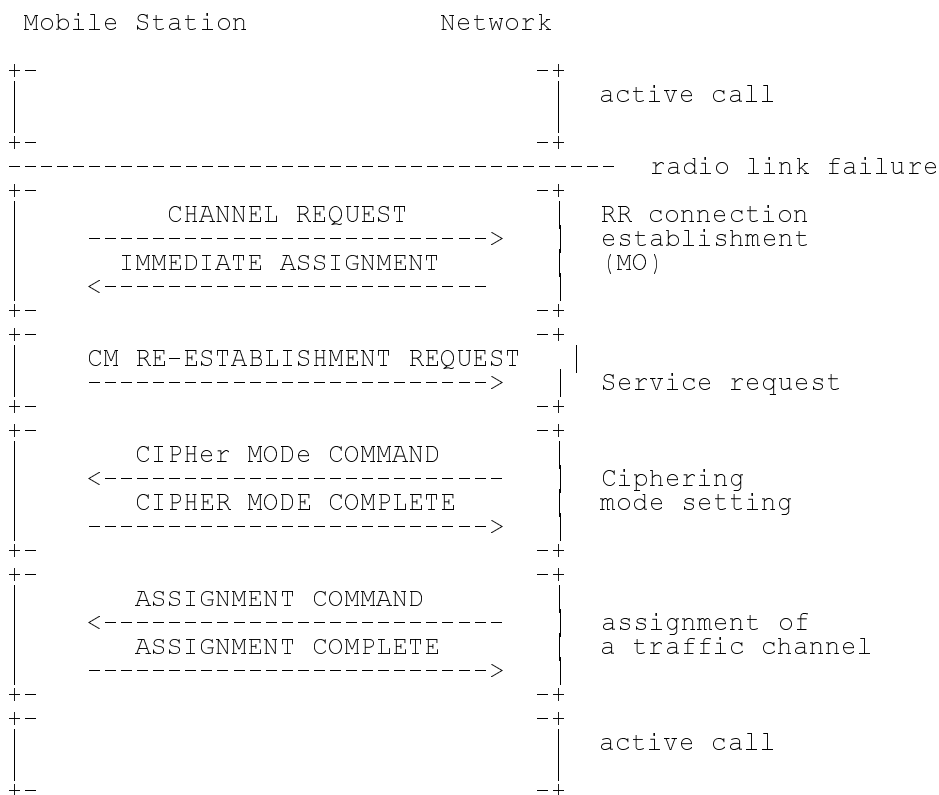 Mobile Station Network
active call
radio link failure
CHANNEL REQUEST RR connection
establishment
IMMEDIATE ASSIGNMENT (MO)
CM RE-ESTABLISHMENT REQUEST
Service request
CIPHer MODe COMMAND
Ciphering
CIPHER MODE COMPLETE mode setting
ASSIGNMENT COMMAND
assignment of
ASSIGNMENT COMPLETE a traffic channel
active call